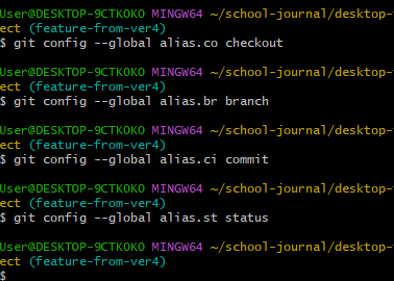 User@DESKTOP-9CTKOKO MINGW64 ~/school-journal/desktop-
ect (feature-from-ver4)
$ git config --global alias.co checkout
User@DESKTOP-9CTKOKO MINGW64 ~/school-journal/desktop-
ect (feature-from-ver4)
$ git config --global alias.br branch
User@DESKTOP-9CTKOKO MINGW64 ~/school-journal/desktop-
ect (feature-from-ver4)
$ git config --global alias.ci commit
User@DESKTOP-9CTKOKO MINGW64 ~/school-journal/desktop-
ect (feature-from-ver4)
$ git config --global alias.st status
User@DESKTOP-9CTKOKO MINGW64 ~/school-journal/desktop-
ect (feature-from-ver4)
$